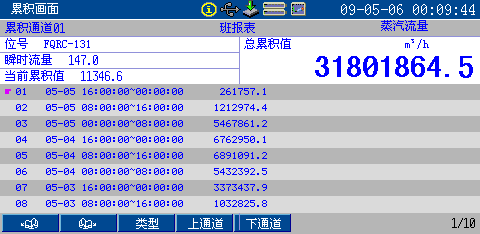 累积画面 09-05-06 00:09:44
累积通道01 班报表 蒸汽流量
位号 FQRC-131 总累积值 m³/h
瞬时流量 147.0 31801864.5
当前累积值 11346.6
01 05-05 16:00:00~00:00:00 261757.1
02 05-05 08:00:00~16:00:00 1212974.4
03 05-05 00:00:00~08:00:00 5467861.2
04 05-04 16:00:00~00:00:00 6762950.1
05 05-04 08:00:00~16:00:00 6891091.2
06 05-04 00:00:00~08:00:00 5432392.5
07 05-03 16:00:00~00:00:00 3373437.9
08 05-03 08:00:00~16:00:00 1032825.8
类型 上通道 下通道 1/10